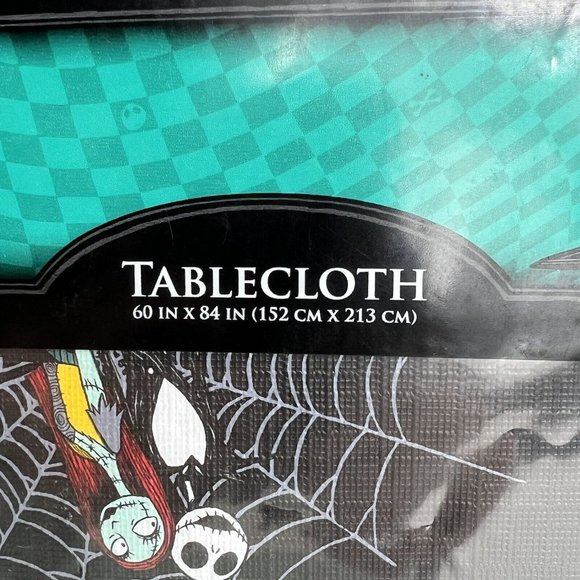 TABLECLOTH
60 IN X 84 IN (152 CM X 213 CM)